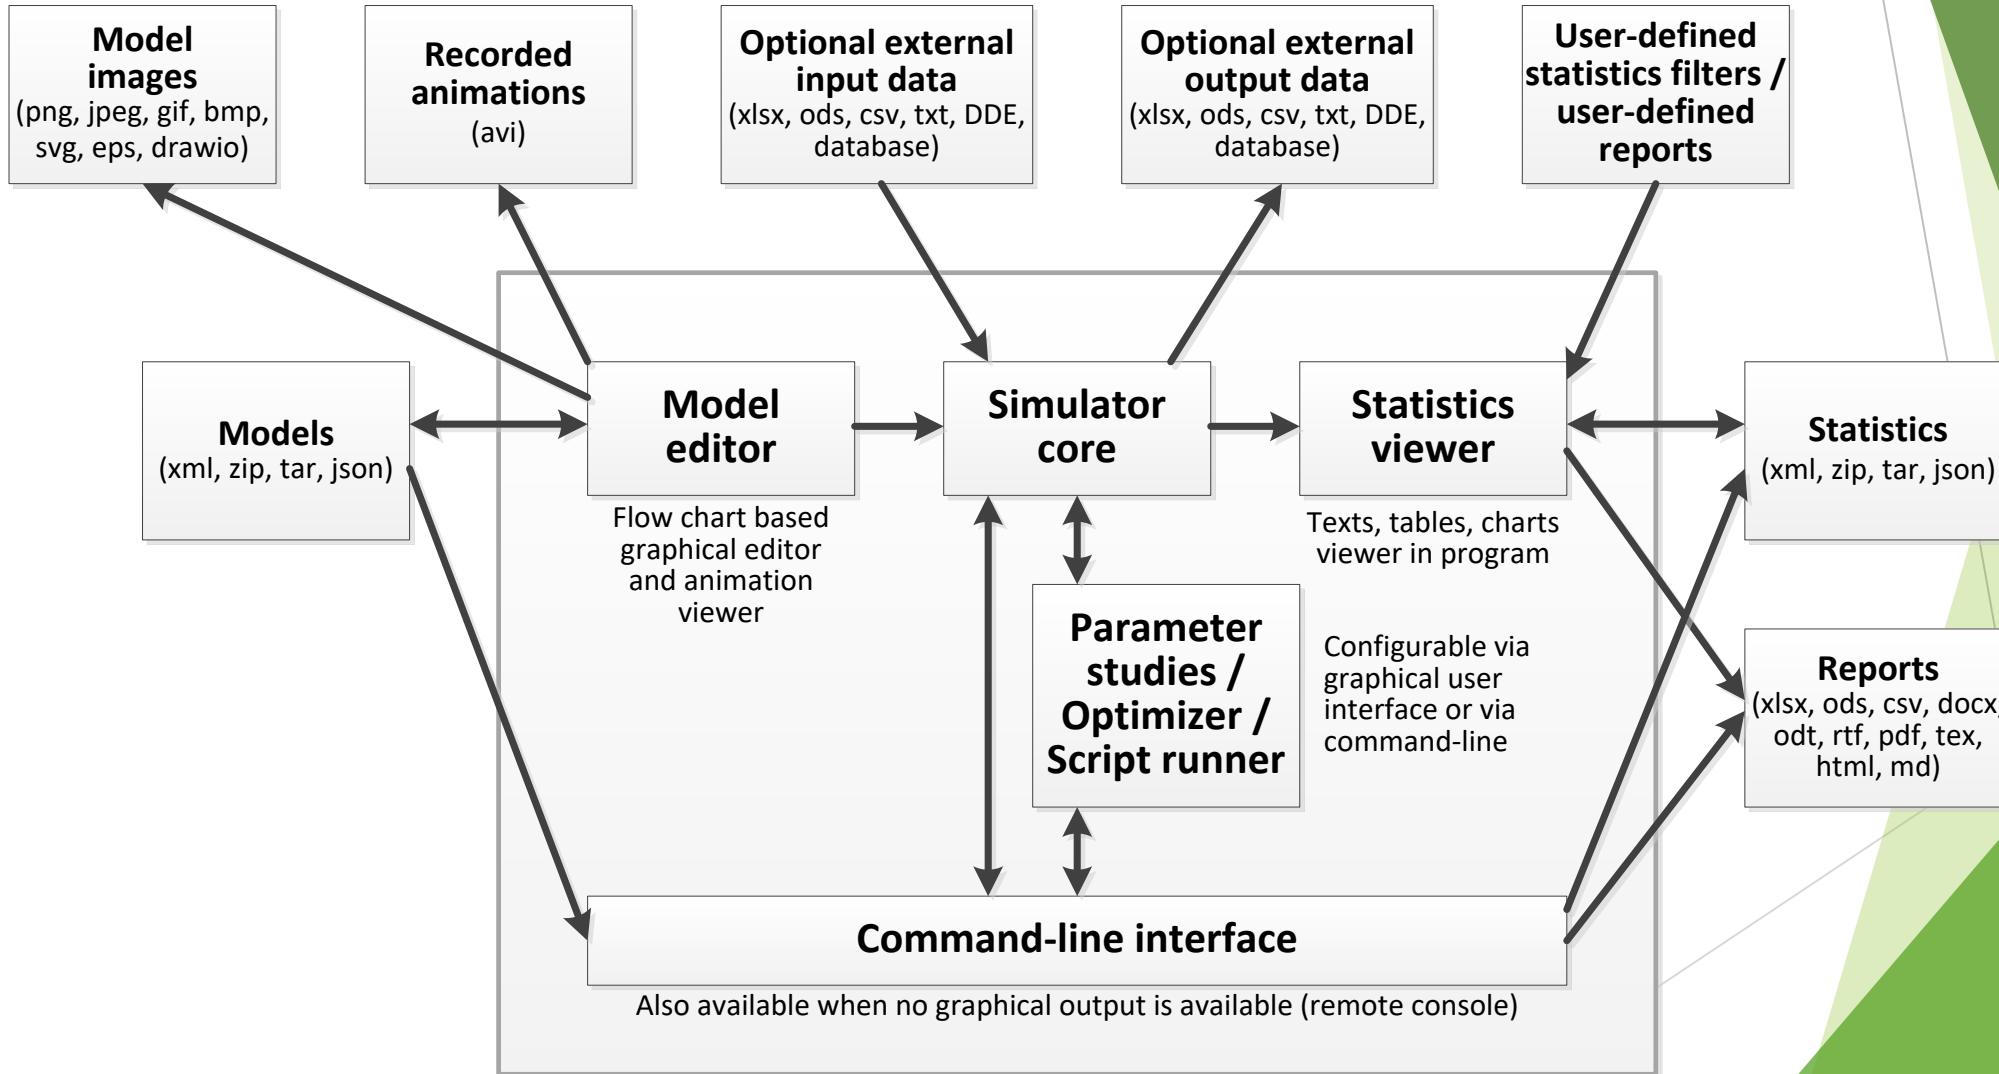 Model
images
(png, jpeg, gif, bmp,
svg, eps, drawio)
Recorded
animations
(avi)
Optional external
input data
(xlsx, ods, csv, txt, DDE,
database)
Optional external
output data
(xlsx, ods, csv, txt, DDE,
database)
User-defined
statistics filters /
user-defined
reports
Models
(xml, zip, tar, json)
Model
editor
Flow chart based
graphical editor
and animation
viewer
Simulator
core
Statistics
viewer
Texts, tables, charts
viewer in program
Statistics
(xml, zip, tar, json)
Parameter
studies /
Optimizer /
Script runner
Configurable via
graphical user
interface or via
command-line
Reports
(xlsx, ods, csv, docx,
odt, rtf, pdf, tex,
html, md)
Command-line interface
Also available when no graphical output is available (remote console)